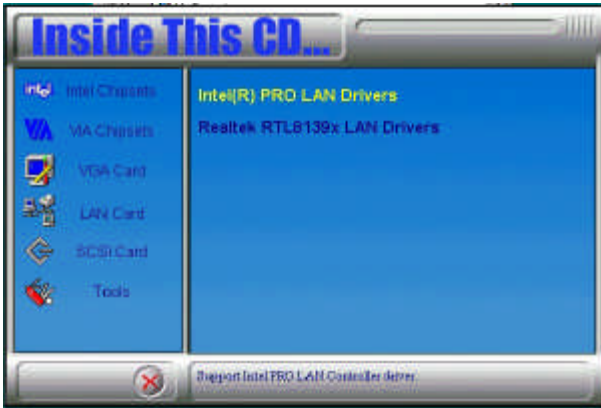 Inside This CD...
intel Intel Chipsets
VIA VIA Chipsets
VGA Card
LAN Card
SCSI Card
Tools
Intel(R) PRO LAN Drivers
Realtek RTL8139x LAN Drivers
Support Intel PRO LAN Controller driver.